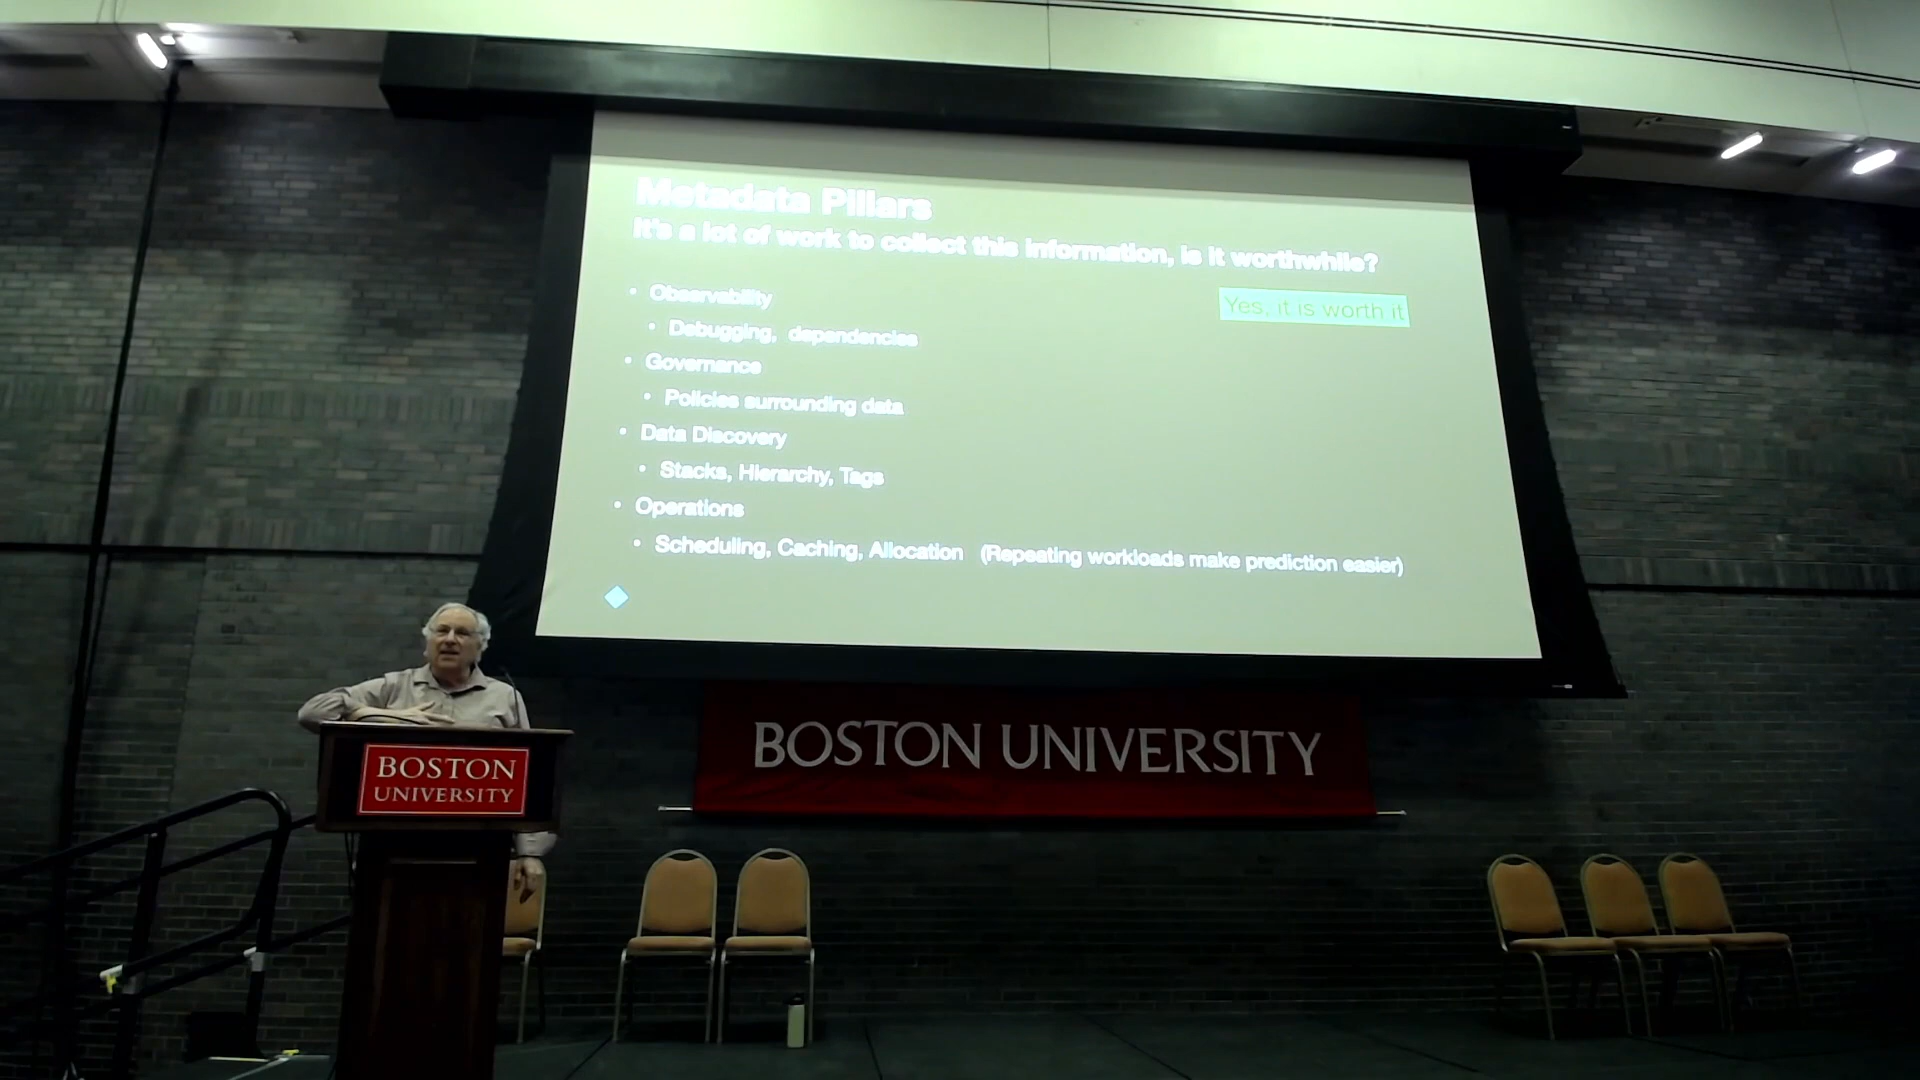 Metadata Pillars
It's a lot of work to collect this information, is it worthwhile?
Yes, it is worth it
• Observability
• Debugging, dependencies
• Governance
• Policies surrounding data
• Data Discovery
• Stacks, Hierarchy, Tags
• Operations
• Scheduling, Caching, Allocation (Repeating workloads make prediction easier)
BOSTON UNIVERSITY
BOSTON
UNIVERSITY